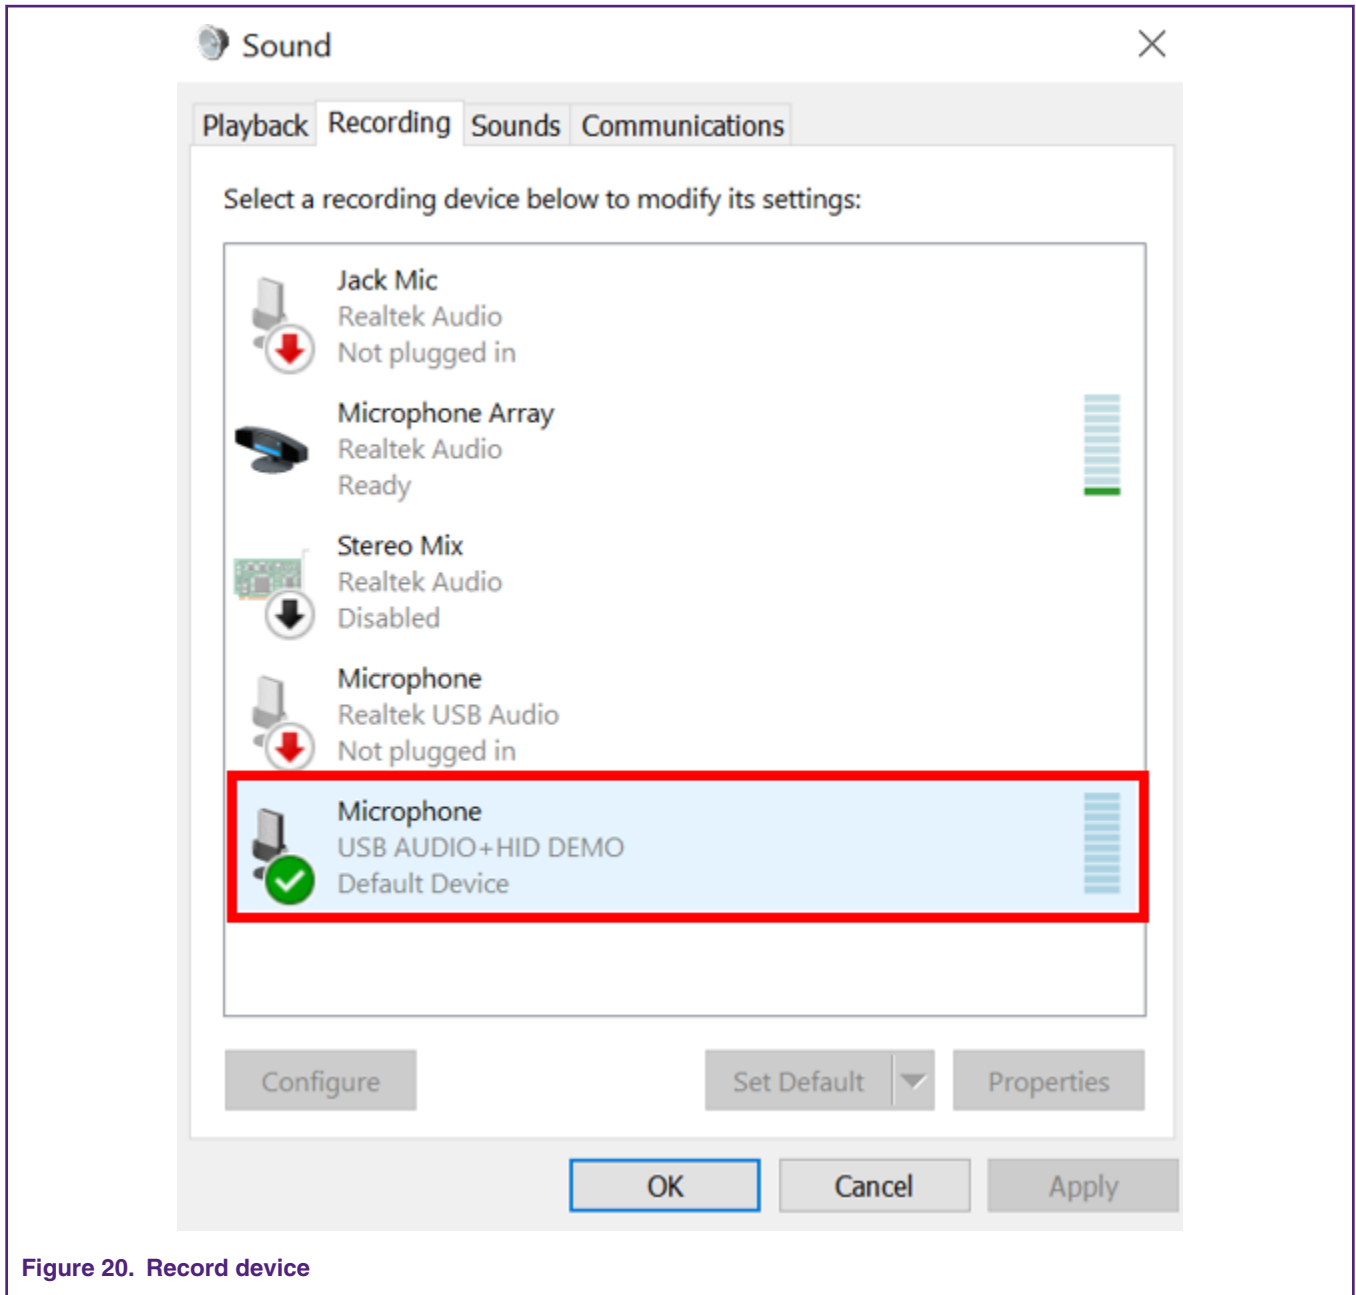 Sound
Playback Recording Sounds Communications
Select a recording device below to modify its settings:
Jack Mic
Realtek Audio
Not plugged in
Microphone Array
Realtek Audio
Ready
Stereo Mix
Realtek Audio
Disabled
Microphone
Realtek USB Audio
Not plugged in
Microphone
USB AUDIO+HID DEMO
Default Device
Configure Set Default Properties
OK Cancel Apply
Figure 20. Record device